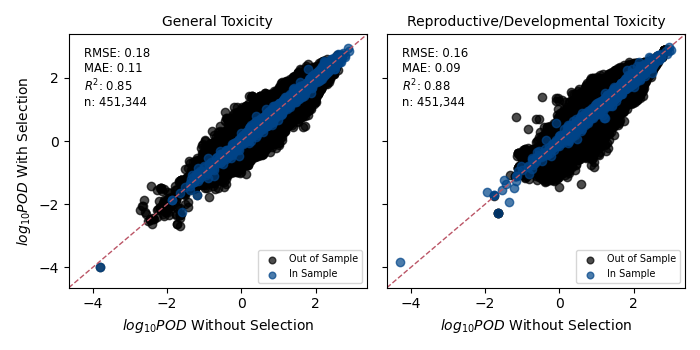 General Toxicity
RMSE: 0.18
MAE: 0.11
R²: 0.85
n: 451,344
2
0
−2
−4
log₁₀POD With Selection
Out of Sample
In Sample
−4 −2 0 2
log₁₀POD Without Selection
Reproductive/Developmental Toxicity
RMSE: 0.16
MAE: 0.09
R²: 0.88
n: 451,344
Out of Sample
In Sample
−4 −2 0 2
log₁₀POD Without Selection